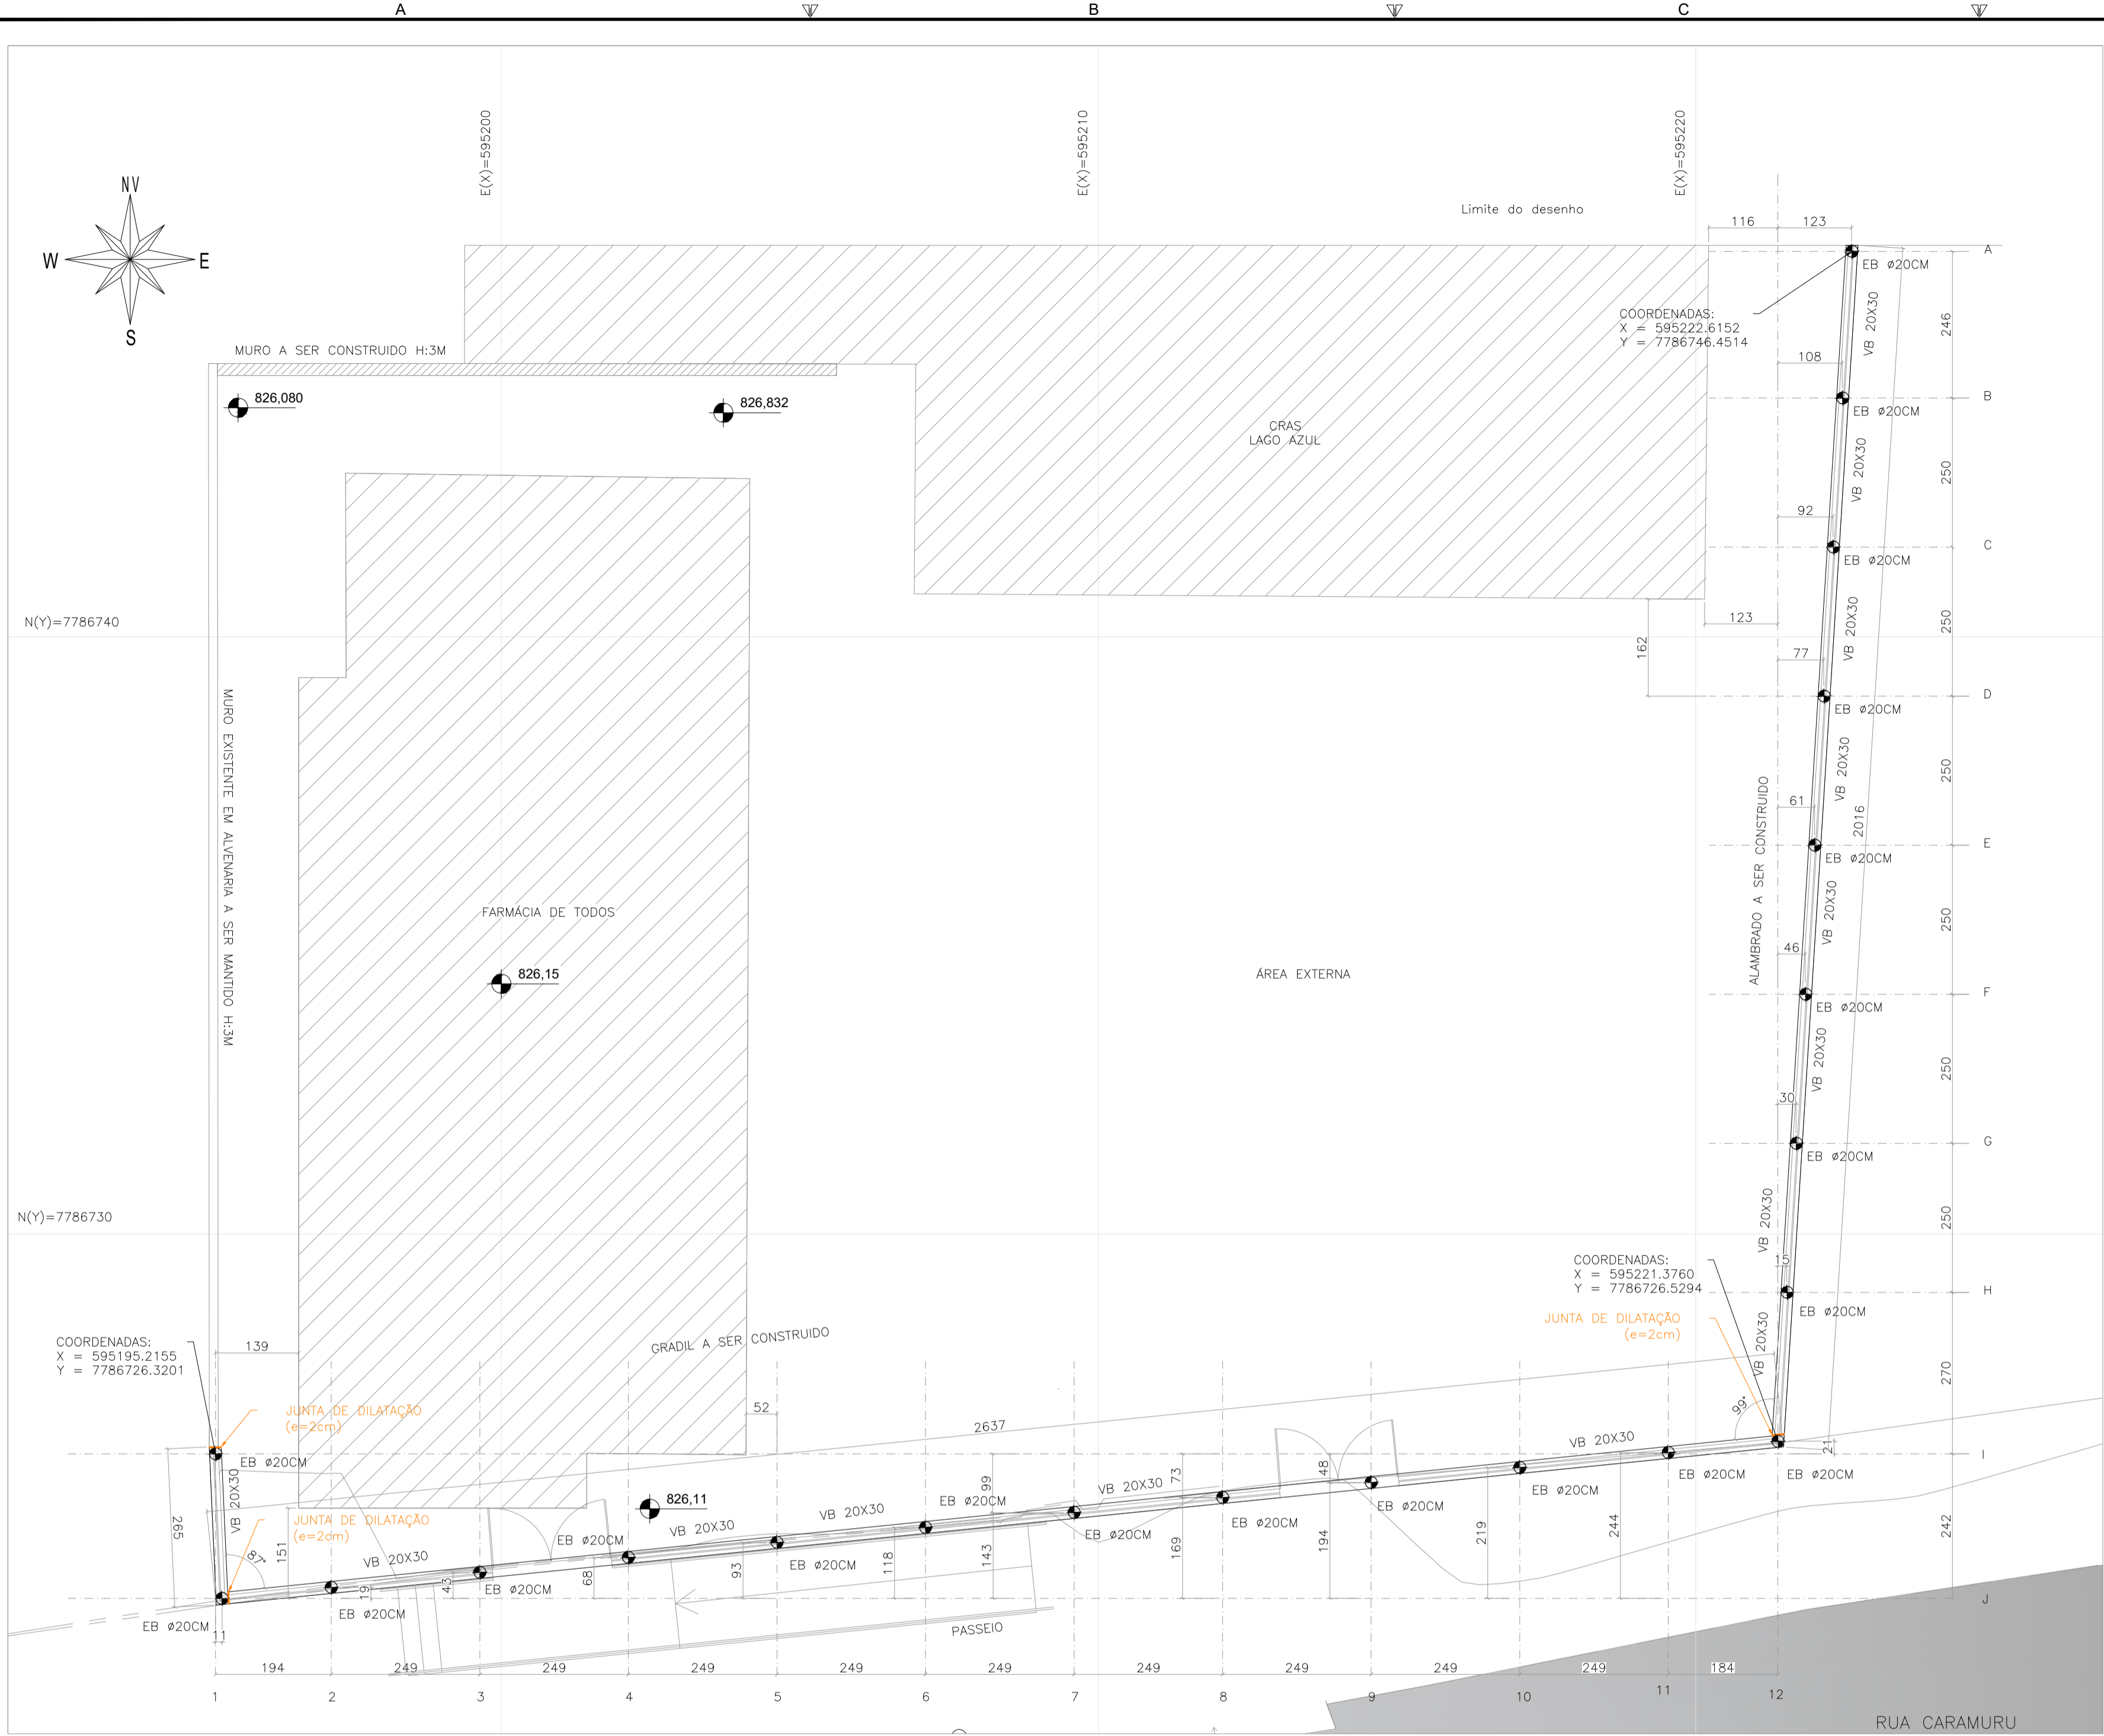 A
B
C
E(X)=595200
E(X)=595210
E(X)=595220
NV
W
E
S
Limite do desenho
116
123
A
EB ø20CM
COORDENADAS:
X = 595222.6152
Y = 7786746.4514
VB 20X30
246
MURO A SER CONSTRUIDO H:3M
108
826,080
826,832
B
EB ø20CM
CRAS
LAGO AZUL
VB 20X30
250
92
C
EB ø20CM
N(Y)=7786740
123
162
VB 20X30
250
77
D
EB ø20CM
MURO EXISTENTE EM ALVENARIA A SER MANTIDO H:3M
VB 20X30
250
ALAMBRADO A SER CONSTRUIDO
61
2016
E
EB ø20CM
FARMÁCIA DE TODOS
VB 20X30
250
46
826,15
ÁREA EXTERNA
F
EB ø20CM
VB 20X30
250
30
G
EB ø20CM
N(Y)=7786730
VB 20X30
250
15
COORDENADAS:
X = 595221.3760
Y = 7786726.5294
H
EB ø20CM
JUNTA DE DILATAÇÃO
(e=2cm)
VB 20X30
270
GRADIL A SER CONSTRUIDO
COORDENADAS:
X = 595195.2155
Y = 7786726.3201
139
JUNTA DE DILATAÇÃO
(e=2cm)
52
2637
99°
VB 20X30
21
I
EB ø20CM
EB ø20CM
EB ø20CM
EB ø20CM
VB 20X30
265
99
73
48
VB 20X30
826,11
EB ø20CM
EB ø20CM
EB ø20CM
JUNTA DE DILATAÇÃO
(e=2cm)
VB 20X30
VB 20X30
EB ø20CM
EB ø20CM
219
244
242
151
87°
VB 20X30
EB ø20CM
EB ø20CM
19
43
68
93
118
143
169
194
J
EB ø20CM
EB ø20CM
11
PASSEIO
194
249
249
249
249
249
249
249
249
249
184
1
2
3
4
5
6
7
8
9
10
11
12
RUA CARAMURU